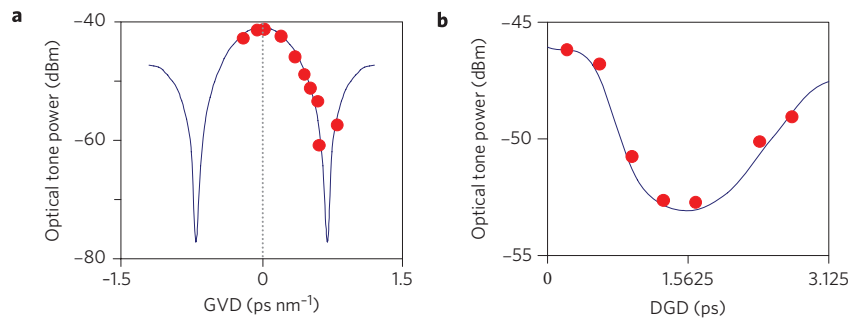 a
Optical tone power (dBm)
−40
−60
−80
−1.5
0
1.5
GVD (ps nm⁻¹)
b
Optical tone power (dBm)
−45
−50
−55
0
1.5625
3.125
DGD (ps)